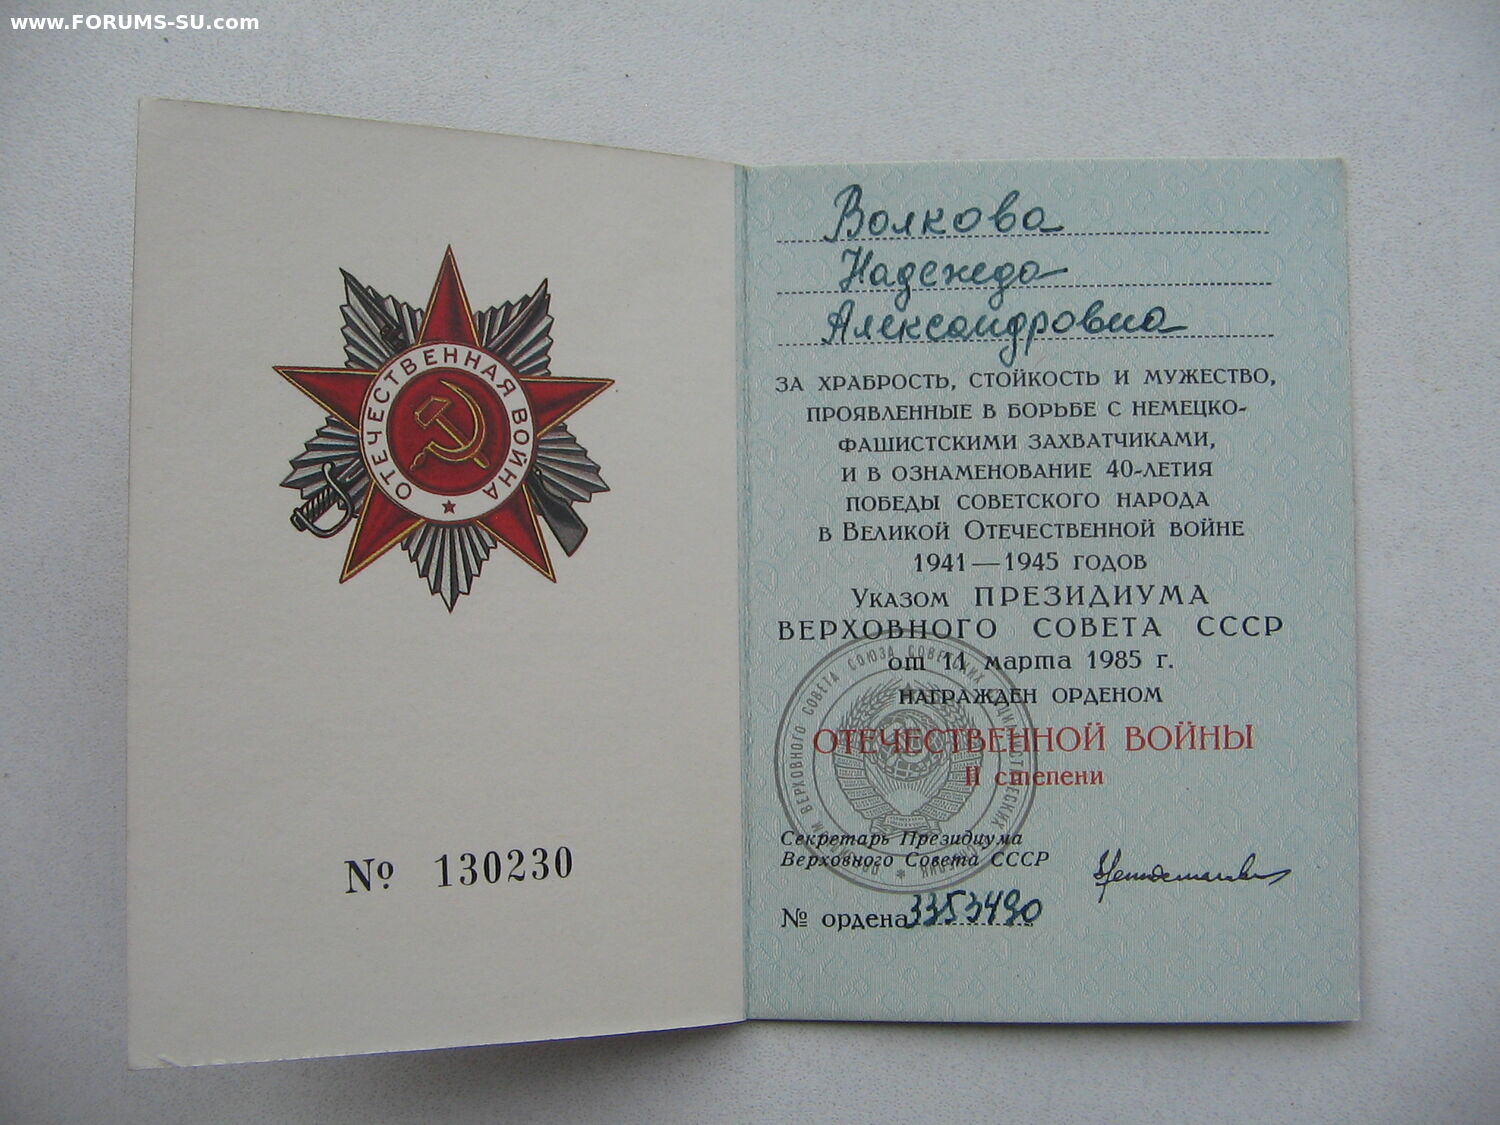 www.FORUMS-SU.com
ОТЕЧЕСТВЕННАЯ ВОЙНА
№ 130230
Волкова
Надежда
Александровна
ЗА ХРАБРОСТЬ, СТОЙКОСТЬ И МУЖЕСТВО,
ПРОЯВЛЕННЫЕ В БОРЬБЕ С НЕМЕЦКО-
ФАШИСТСКИМИ ЗАХВАТЧИКАМИ,
И В ОЗНАМЕНОВАНИЕ 40-ЛЕТИЯ
ПОБЕДЫ СОВЕТСКОГО НАРОДА
В ВЕЛИКОЙ ОТЕЧЕСТВЕННОЙ ВОЙНЕ
1941—1945 ГОДОВ
УКАЗОМ ПРЕЗИДИУМА
ВЕРХОВНОГО СОВЕТА СССР
от 11 марта 1985 г.
НАГРАЖДЕН ОРДЕНОМ
ОТЕЧЕСТВЕННОЙ ВОЙНЫ
II степени
Секретарь Президиума
Верховного Совета СССР
№ ордена 3353490